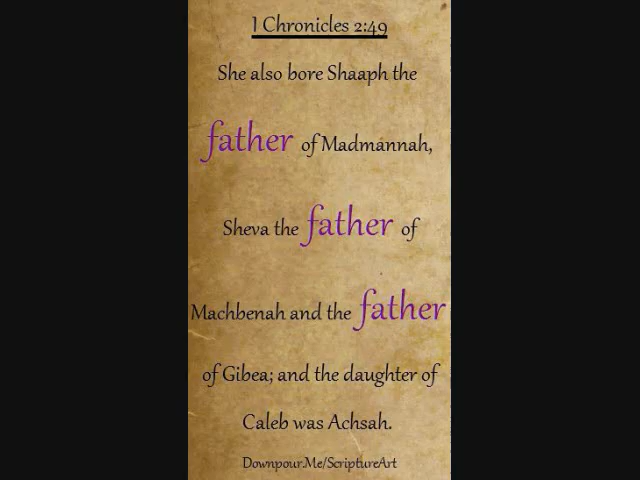 I Chronicles 2:49
She also bore Shaaph the
father of Madmannah,
Sheva the father of
Machbenah and the father
of Gibea; and the daughter of
Caleb was Achsah.
Downpour.Me/ScriptureArt